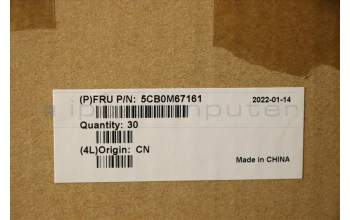 (P)FRU P/N: 5CB0M67161
2022-01-14
Quantity: 30
(4L)Origin: CN
Made in CHINA